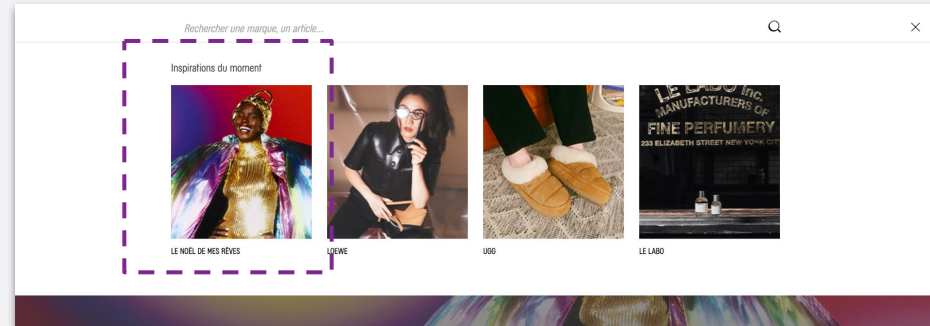 Rechercher une marque, un article...
Inspirations du moment
LE LABO Inc.
MANUFACTURERS OF
FINE PERFUMERY
233 ELIZABETH STREET NEW YORK CITY
LE NOËL DE MES RÊVES
LOEWE
UGG
LE LABO